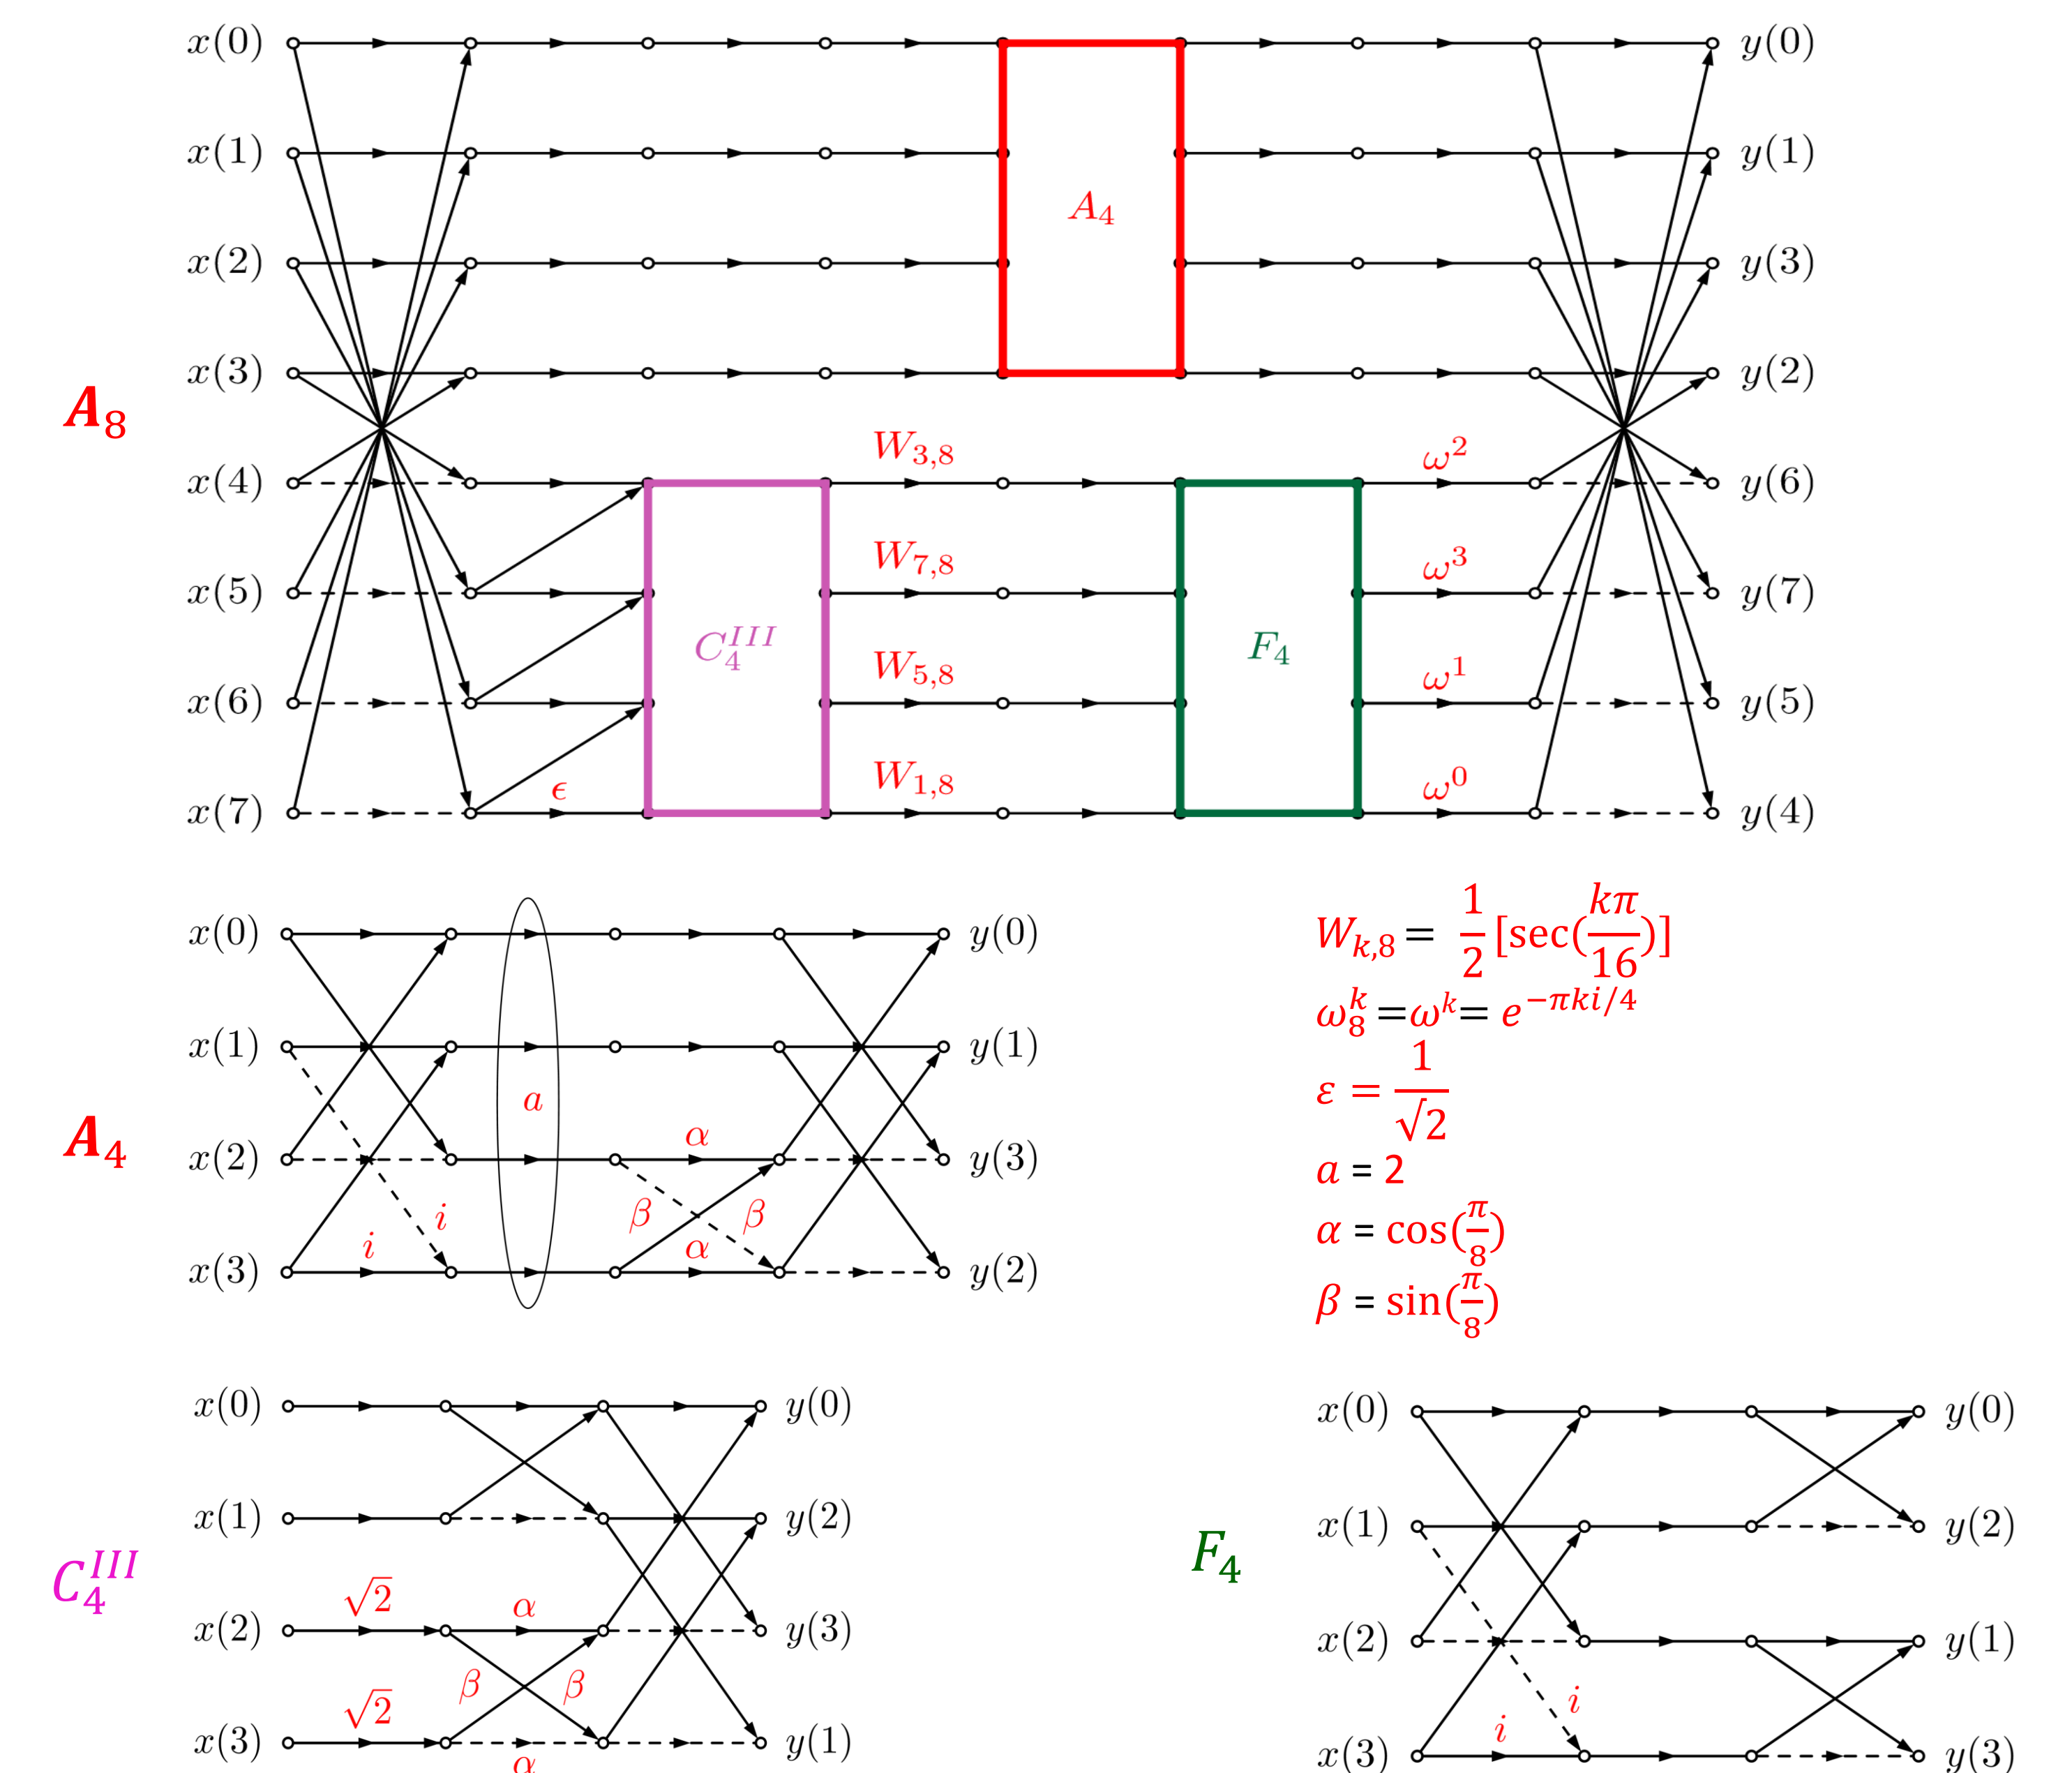 x(0) y(0)
x(1) y(1)
A₄
x(2) y(3)
x(3) y(2)
A₈
W₃,₈ ω²
x(4) y(6)
W₇,₈ ω³
x(5) y(7)
C₄ᴵᴵᴵ F₄
W₅,₈ ω¹
x(6) y(5)
W₁,₈ ω⁰
ϵ
x(7) y(4)
x(0) y(0)
x(1) y(1)
a
α
A₄
x(2) y(3)
i β β
i α
x(3) y(2)
W_{k,8} = 1/2 [sec(kπ/16)]
ω₈ᵏ=ωᵏ= e^{−πki/4}
ε = 1/√2
a = 2
α = cos(π/8)
β = sin(π/8)
x(0) y(0)
x(1) y(2)
C₄ᴵᴵᴵ
√2 α
x(2) y(3)
β β
√2
x(3) y(1)
α
x(0) y(0)
x(1) y(2)
F₄
x(2) y(1)
i
i
x(3) y(3)